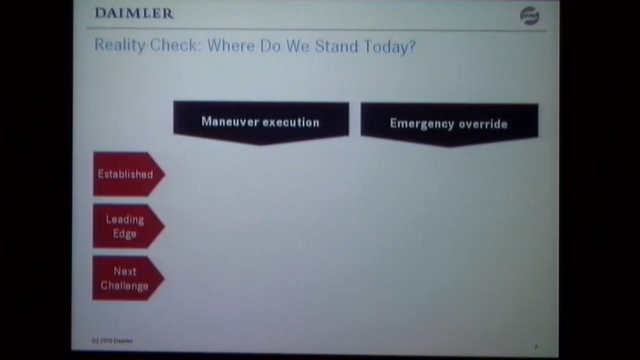 DAIMLER
Reality Check: Where Do We Stand Today?
Maneuver execution
Emergency override
Established
Leading
Edge
Next
Challenge